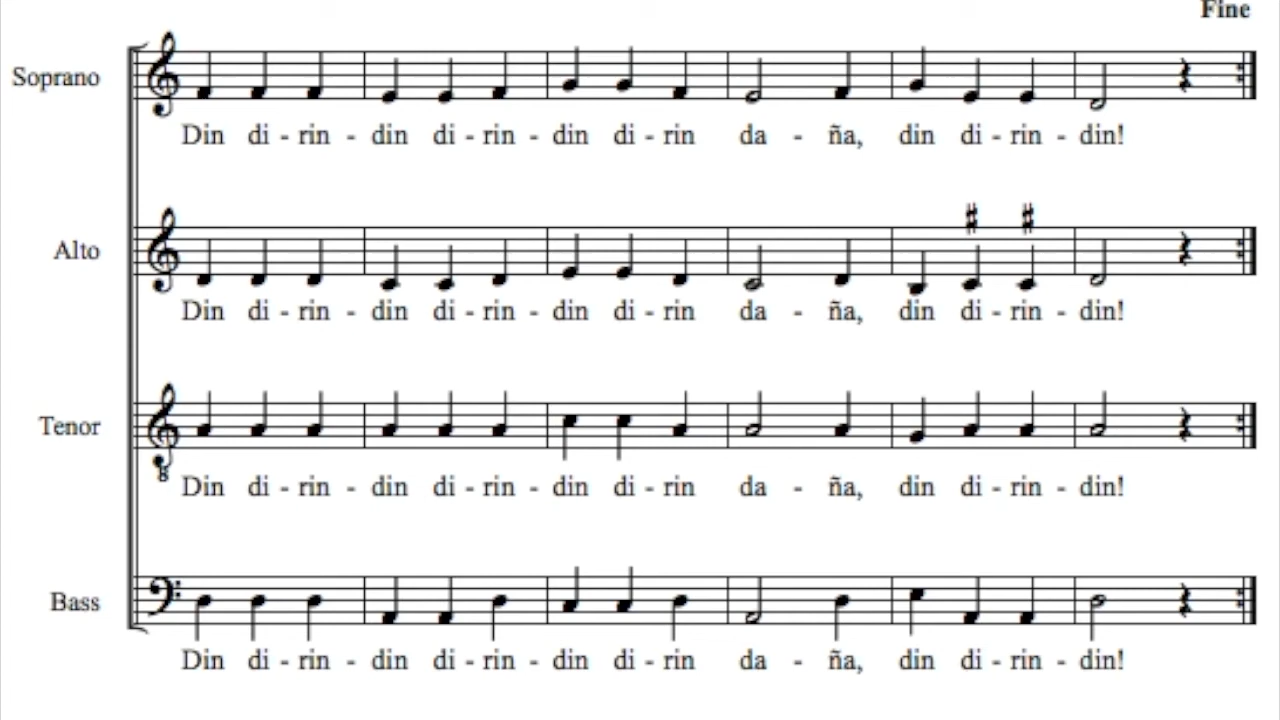 Fine
Soprano
Din di - rin - din di - rin - din di - rin da - ña, din di - rin - din!
Alto
Din di - rin - din di - rin - din di - rin da - ña, din di - rin - din!
Tenor
8
Din di - rin - din di - rin - din di - rin da - ña, din di - rin - din!
Bass
Din di - rin - din di - rin - din di - rin da - ña, din di - rin - din!